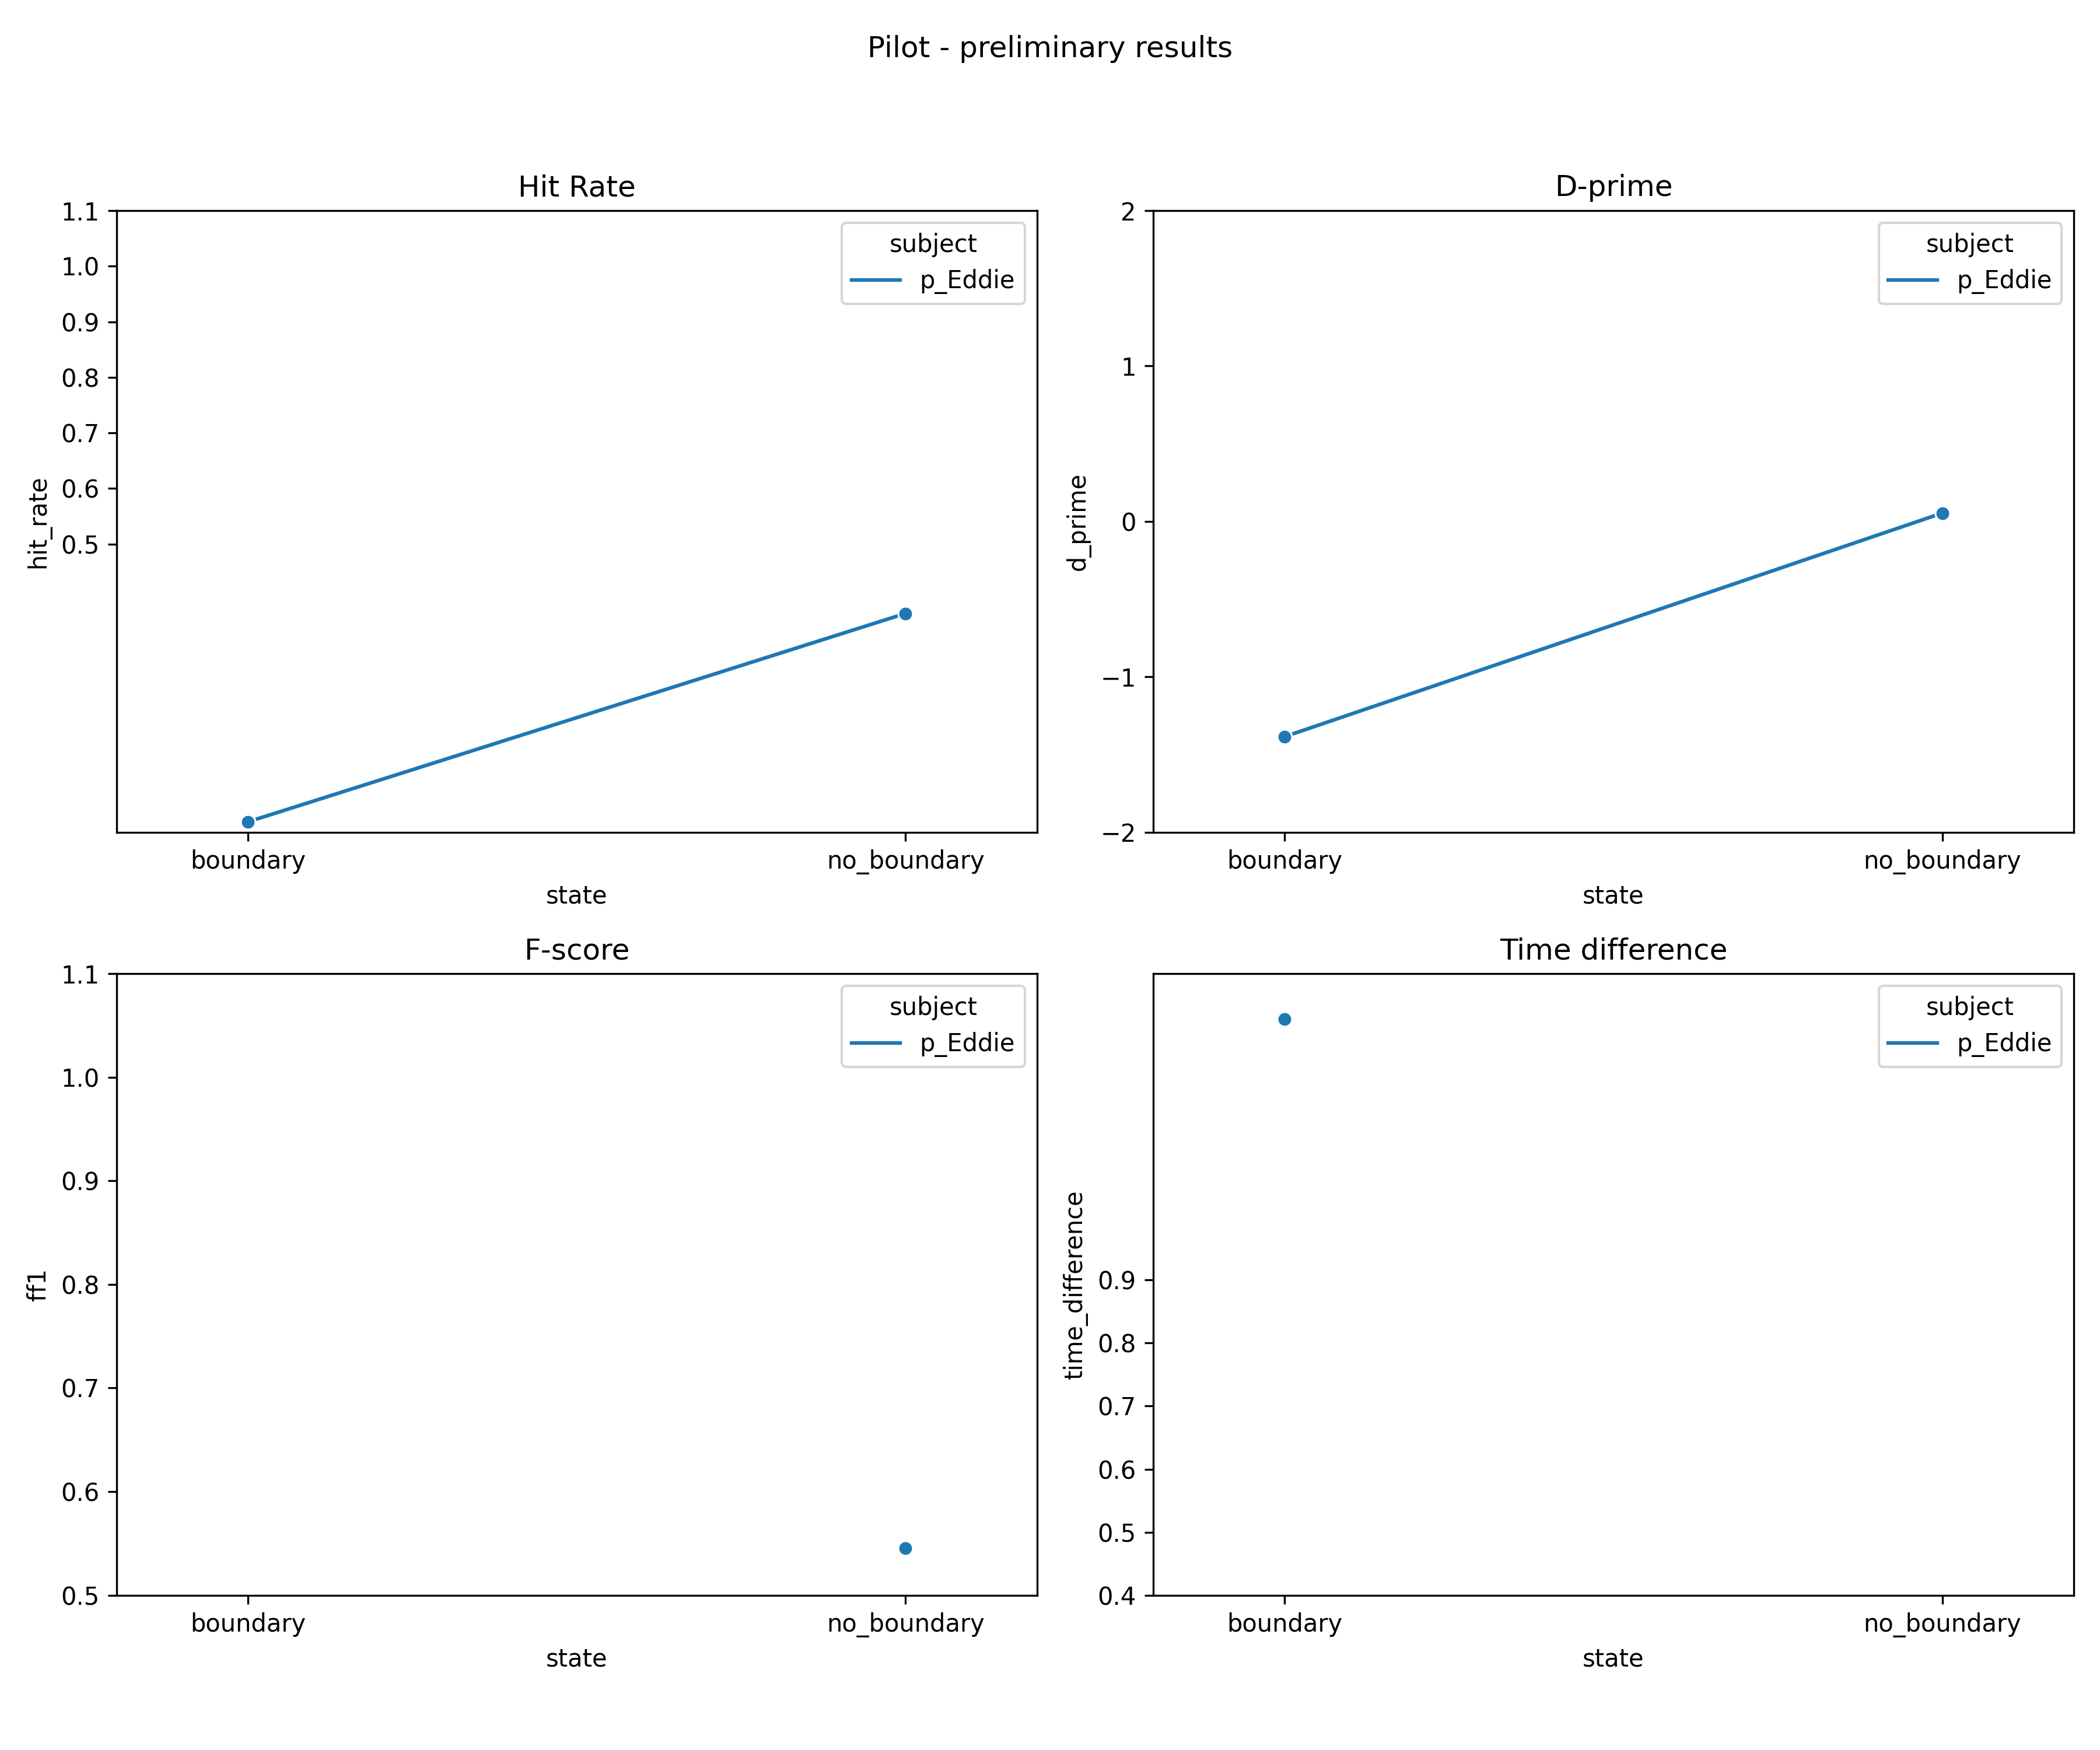 Pilot - preliminary results
Hit Rate
1.1
1.0
0.9
0.8
0.7
0.6
0.5
hit_rate
subject
p_Eddie
boundary
no_boundary
state
D-prime
2
1
0
−1
−2
d_prime
subject
p_Eddie
boundary
no_boundary
state
F-score
1.1
1.0
0.9
0.8
0.7
0.6
0.5
ff1
subject
p_Eddie
boundary
no_boundary
state
Time difference
0.9
0.8
0.7
0.6
0.5
0.4
time_difference
subject
p_Eddie
boundary
no_boundary
state